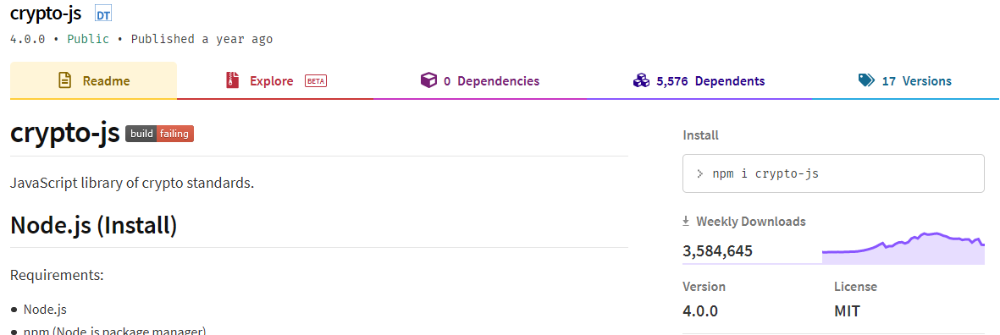 crypto-js DT
4.0.0 • Public • Published a year ago
Readme
Explore BETA
0 Dependencies
5,576 Dependents
17 Versions
crypto-js build failing
JavaScript library of crypto standards.
Node.js (Install)
Requirements:
• Node.js
• npm (Node.js package manager)
Install
> npm i crypto-js
Weekly Downloads
3,584,645
Version
4.0.0
License
MIT